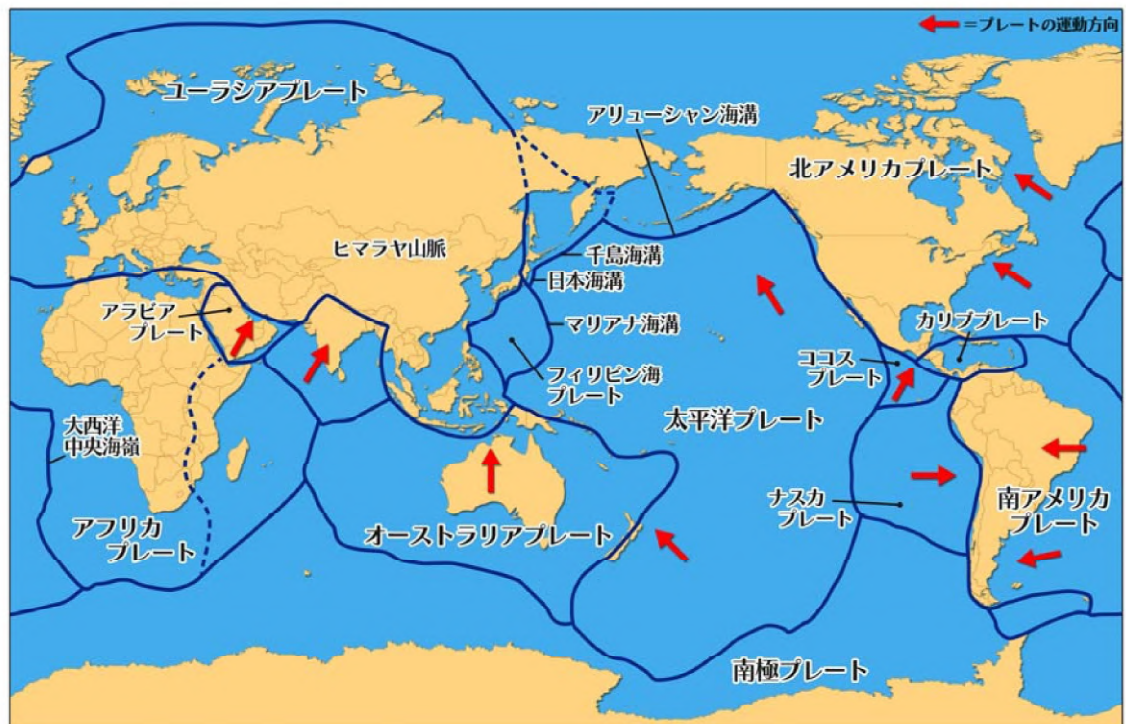 =プレートの運動方向
ユーラシアプレート
アリューシャン海溝
北アメリカプレート
ヒマラヤ山脈
千島海溝
日本海溝
アラビア
プレート
マリアナ海溝
カリブプレート
ココス
プレート
フィリピン海
プレート
太平洋プレート
大西洋
中央海嶺
ナスカ
プレート
南アメリカ
プレート
アフリカ
プレート
オーストラリアプレート
南極プレート